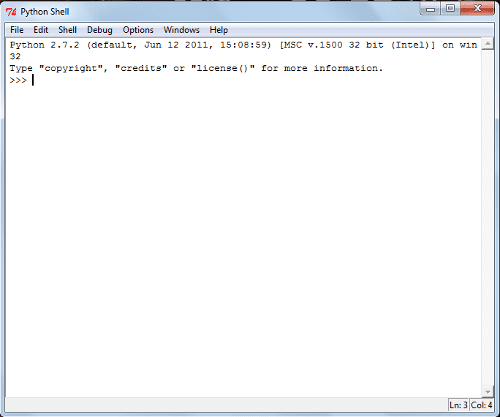 Python Shell
File Edit Shell Debug Options Windows Help
Python 2.7.2 (default, Jun 12 2011, 15:08:59) [MSC v.1500 32 bit (Intel)] on win
32
Type "copyright", "credits" or "license()" for more information.
>>>
Ln: 3 Col: 4